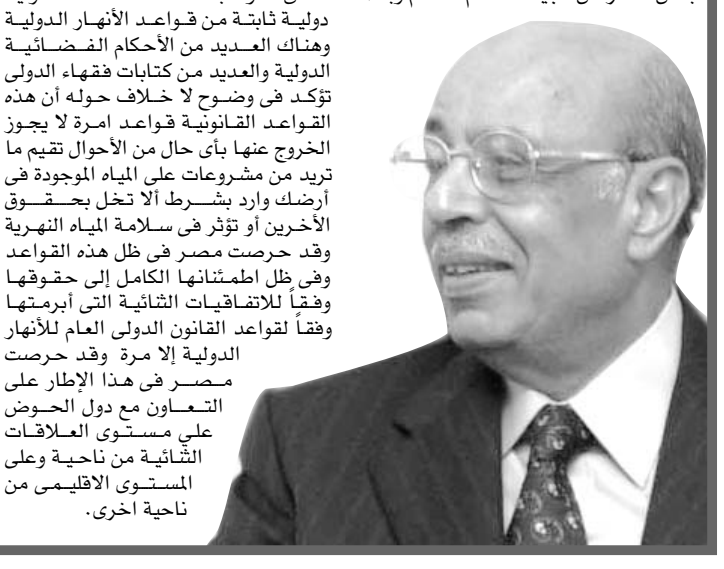 دولية ثابتة من قواعد الأنهار الدولية
وهناك العديد من الأحكام الفضائية
الدولية والعديد من كتابات فقهاء الدولى
تؤكد فى وضوح لا خلاف حوله أن هذه
القواعد القانونية قواعد امرة لا يجوز
الخروج عنها بأى حال من الأحوال تقيم ما
تريد من مشروعات على المياه الموجودة فى
أرضك وارد بشرط ألا تخل بحقوق
الأخرين أو تؤثر فى سلامة المياه النهرية
وقد حرصت مصر فى ظل هذه القواعد
وفى ظل اطمئنانها الكامل إلى حقوقها
وفقاً للاتفاقيات الثنائية التى أبرمتها
وفقاً لقواعد القانون الدولى العام للأنهار
الدولية إلا مرة وقد حرصت
مصر فى هذا الإطار على
التعاون مع دول الحوض
علي مستوى العلاقات
الثنائية من ناحية وعلى
المستوى الاقليمى من
ناحية اخرى.